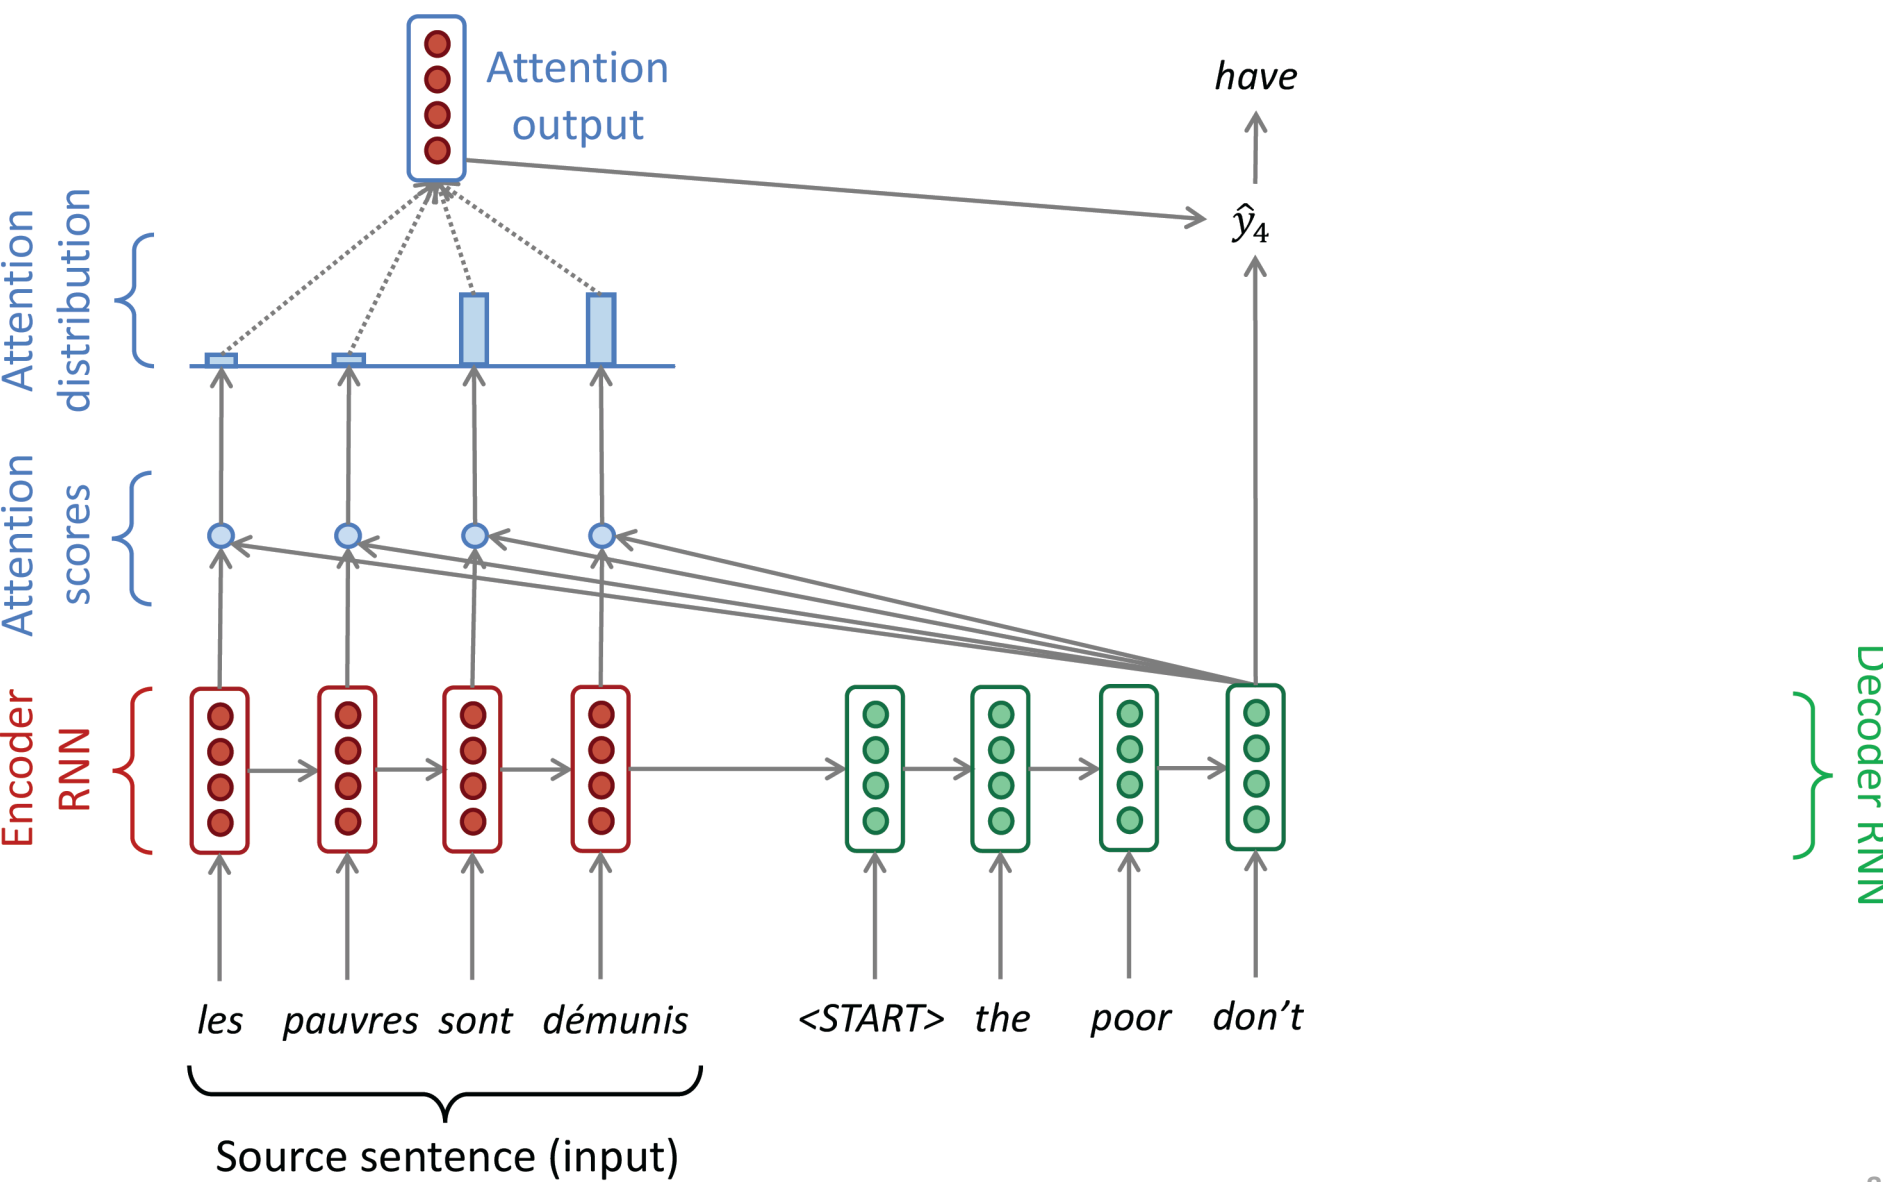 Attention
output
have
ŷ4
Attention
distribution
Attention
scores
Encoder
RNN
Decoder RNN
les pauvres sont démunis <START> the poor don't
Source sentence (input)